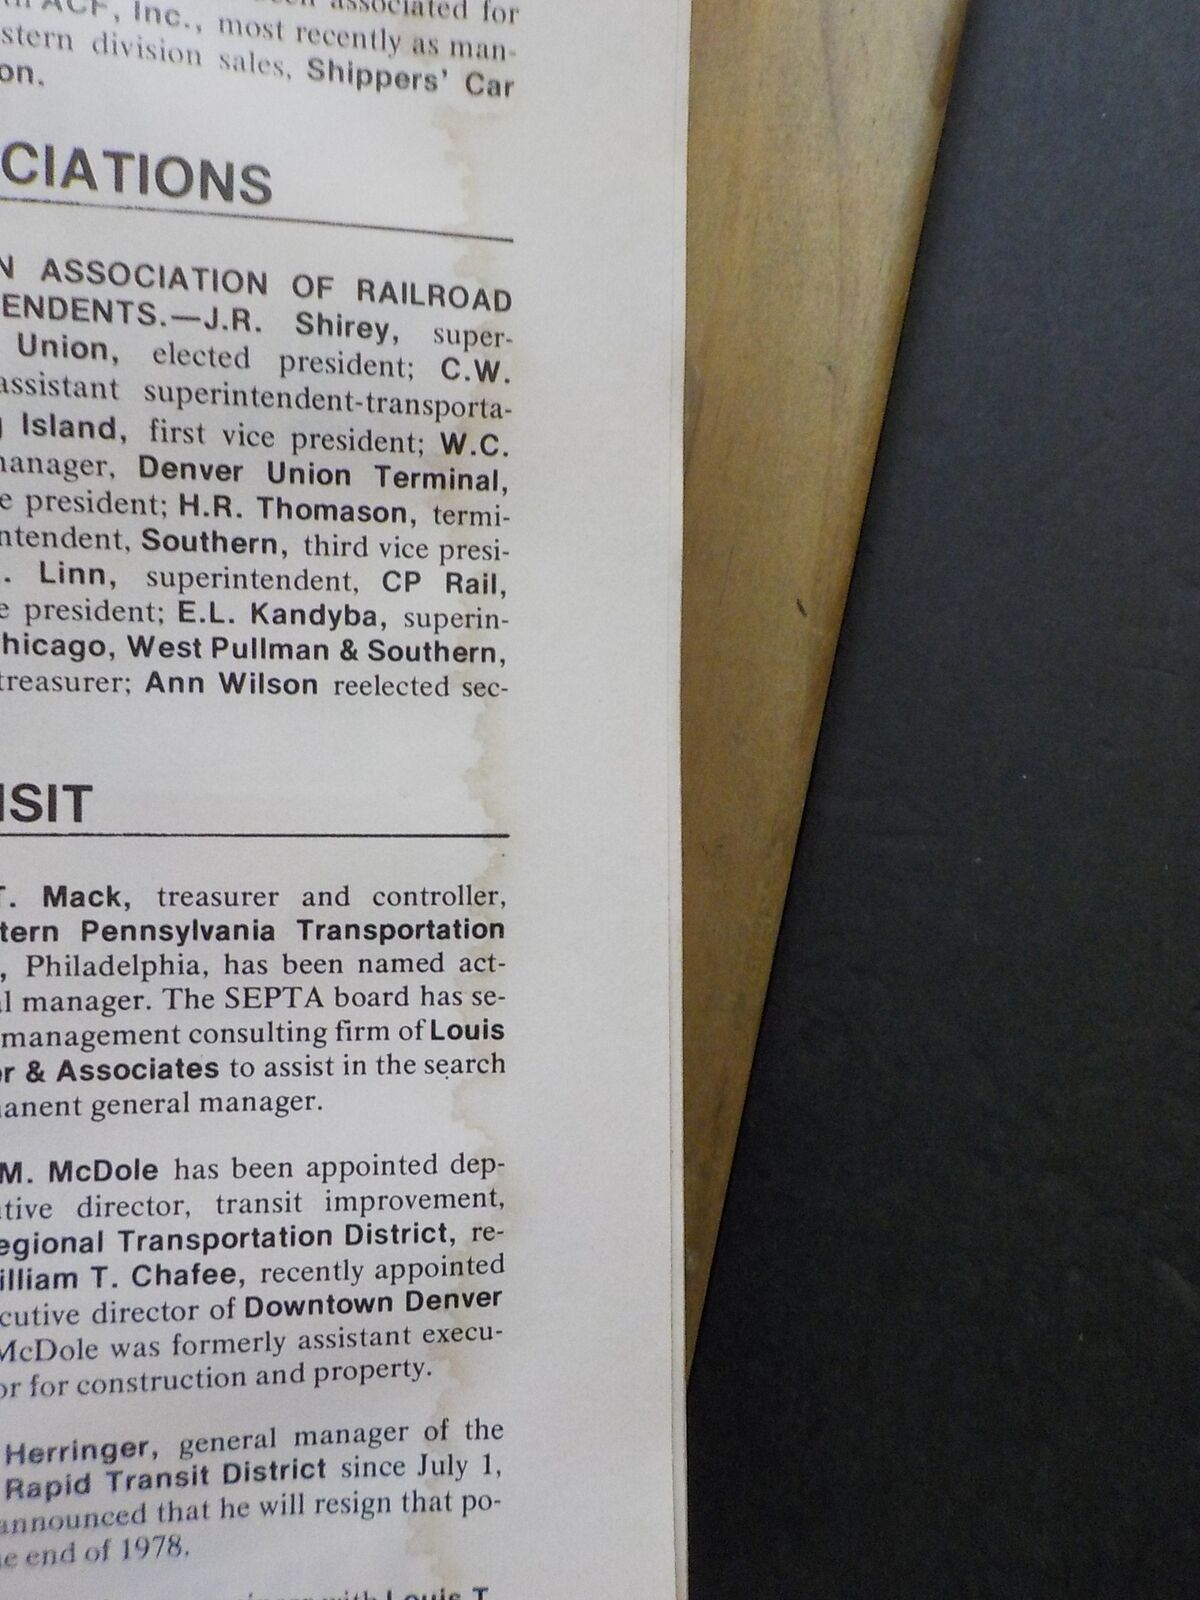 ACF, Inc., most recently as man-
stern division sales, Shippers' Car
on.
CIATIONS
N ASSOCIATION OF RAILROAD
ENDENTS.—J.R. Shirey, super-
Union, elected president; C.W.
assistant superintendent-transporta-
Island, first vice president; W.C.
manager, Denver Union Terminal,
e president; H.R. Thomason, termi-
ntendent, Southern, third vice presi-
. Linn, superintendent, CP Rail,
e president; E.L. Kandyba, superin-
hicago, West Pullman & Southern,
treasurer; Ann Wilson reelected sec-
ISIT
T. Mack, treasurer and controller,
tern Pennsylvania Transportation
, Philadelphia, has been named act-
l manager. The SEPTA board has se-
management consulting firm of Louis
er & Associates to assist in the search
manent general manager.
M. McDole has been appointed dep-
tive director, transit improvement,
egional Transportation District, re-
illiam T. Chafee, recently appointed
cutive director of Downtown Denver
McDole was formerly assistant execu-
or for construction and property.
Herringer, general manager of the
Rapid Transit District since July 1,
announced that he will resign that po-
e end of 1978.
with Louis T.